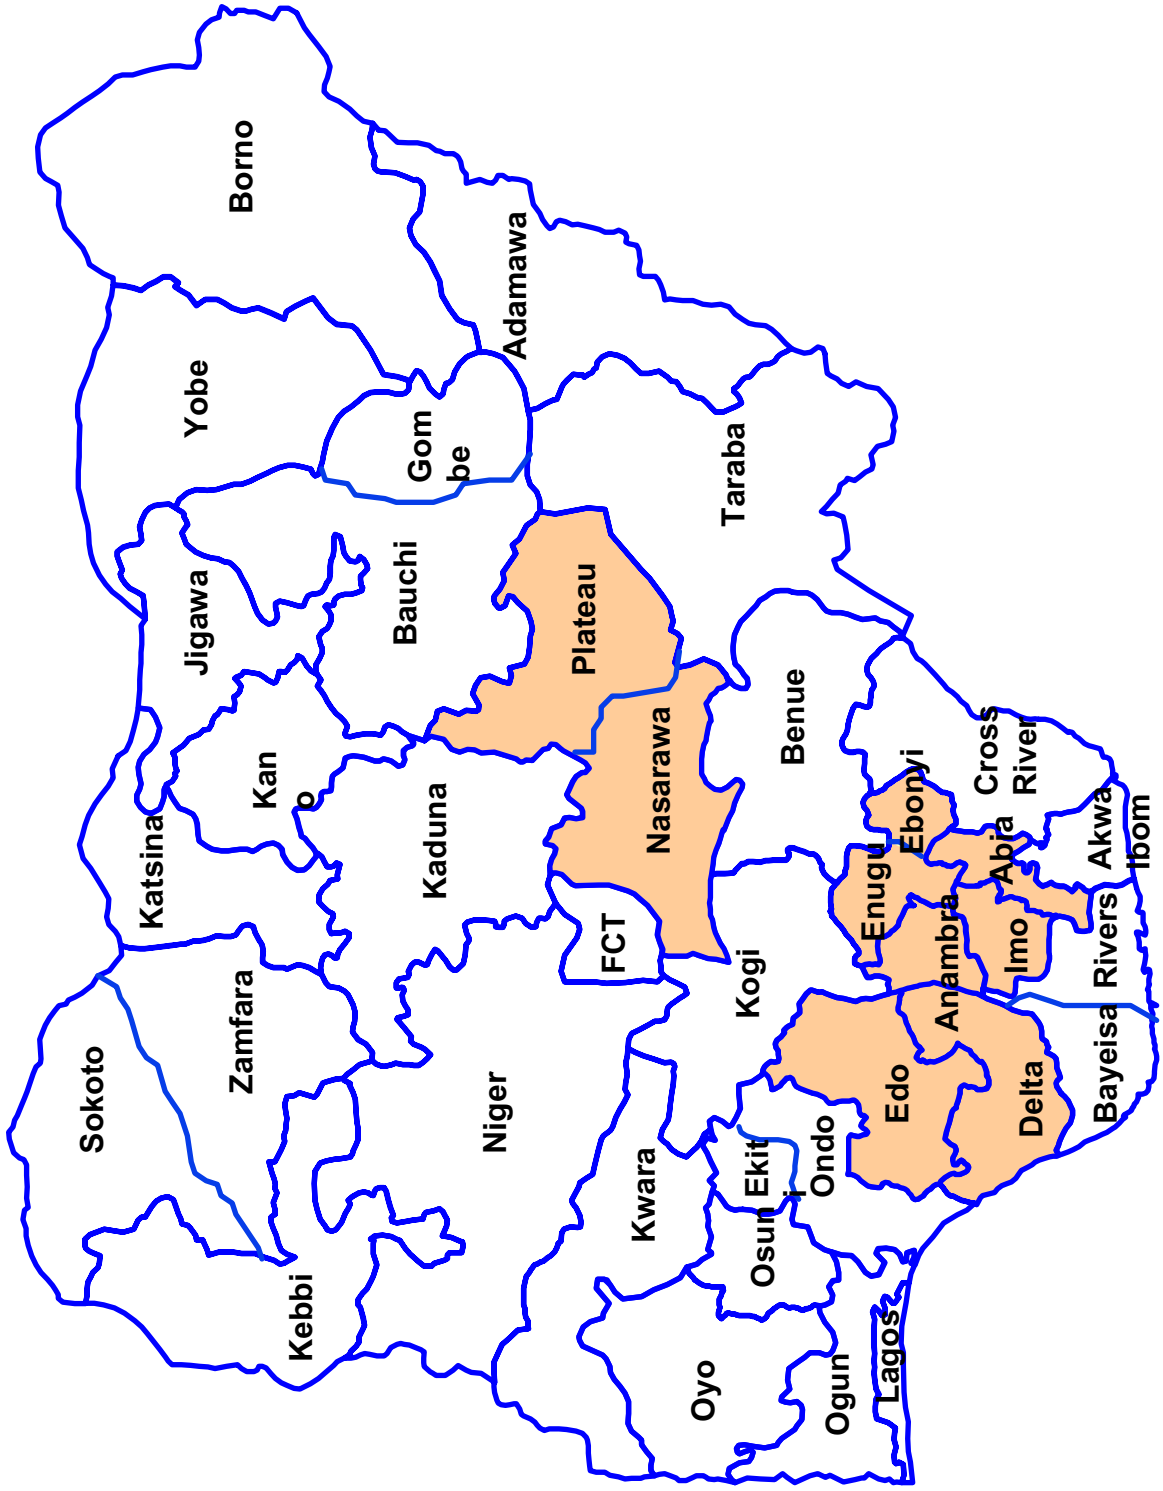 Sokoto
Katsina
Jigawa
Yobe
Borno
Zamfara
Kan
o
Kebbi
Kaduna
Bauchi
Gom
be
Niger
Adamawa
Plateau
FCT
Nasarawa
Kwara
Taraba
Oyo
Kogi
Benue
Osun
Ekit
i
Ondo
Ogun
Lagos
Edo
Enugu
Ebonyi
Anambra
Cross
River
Delta
Imo
Abia
Bayeisa
Rivers
Akwa
Ibom